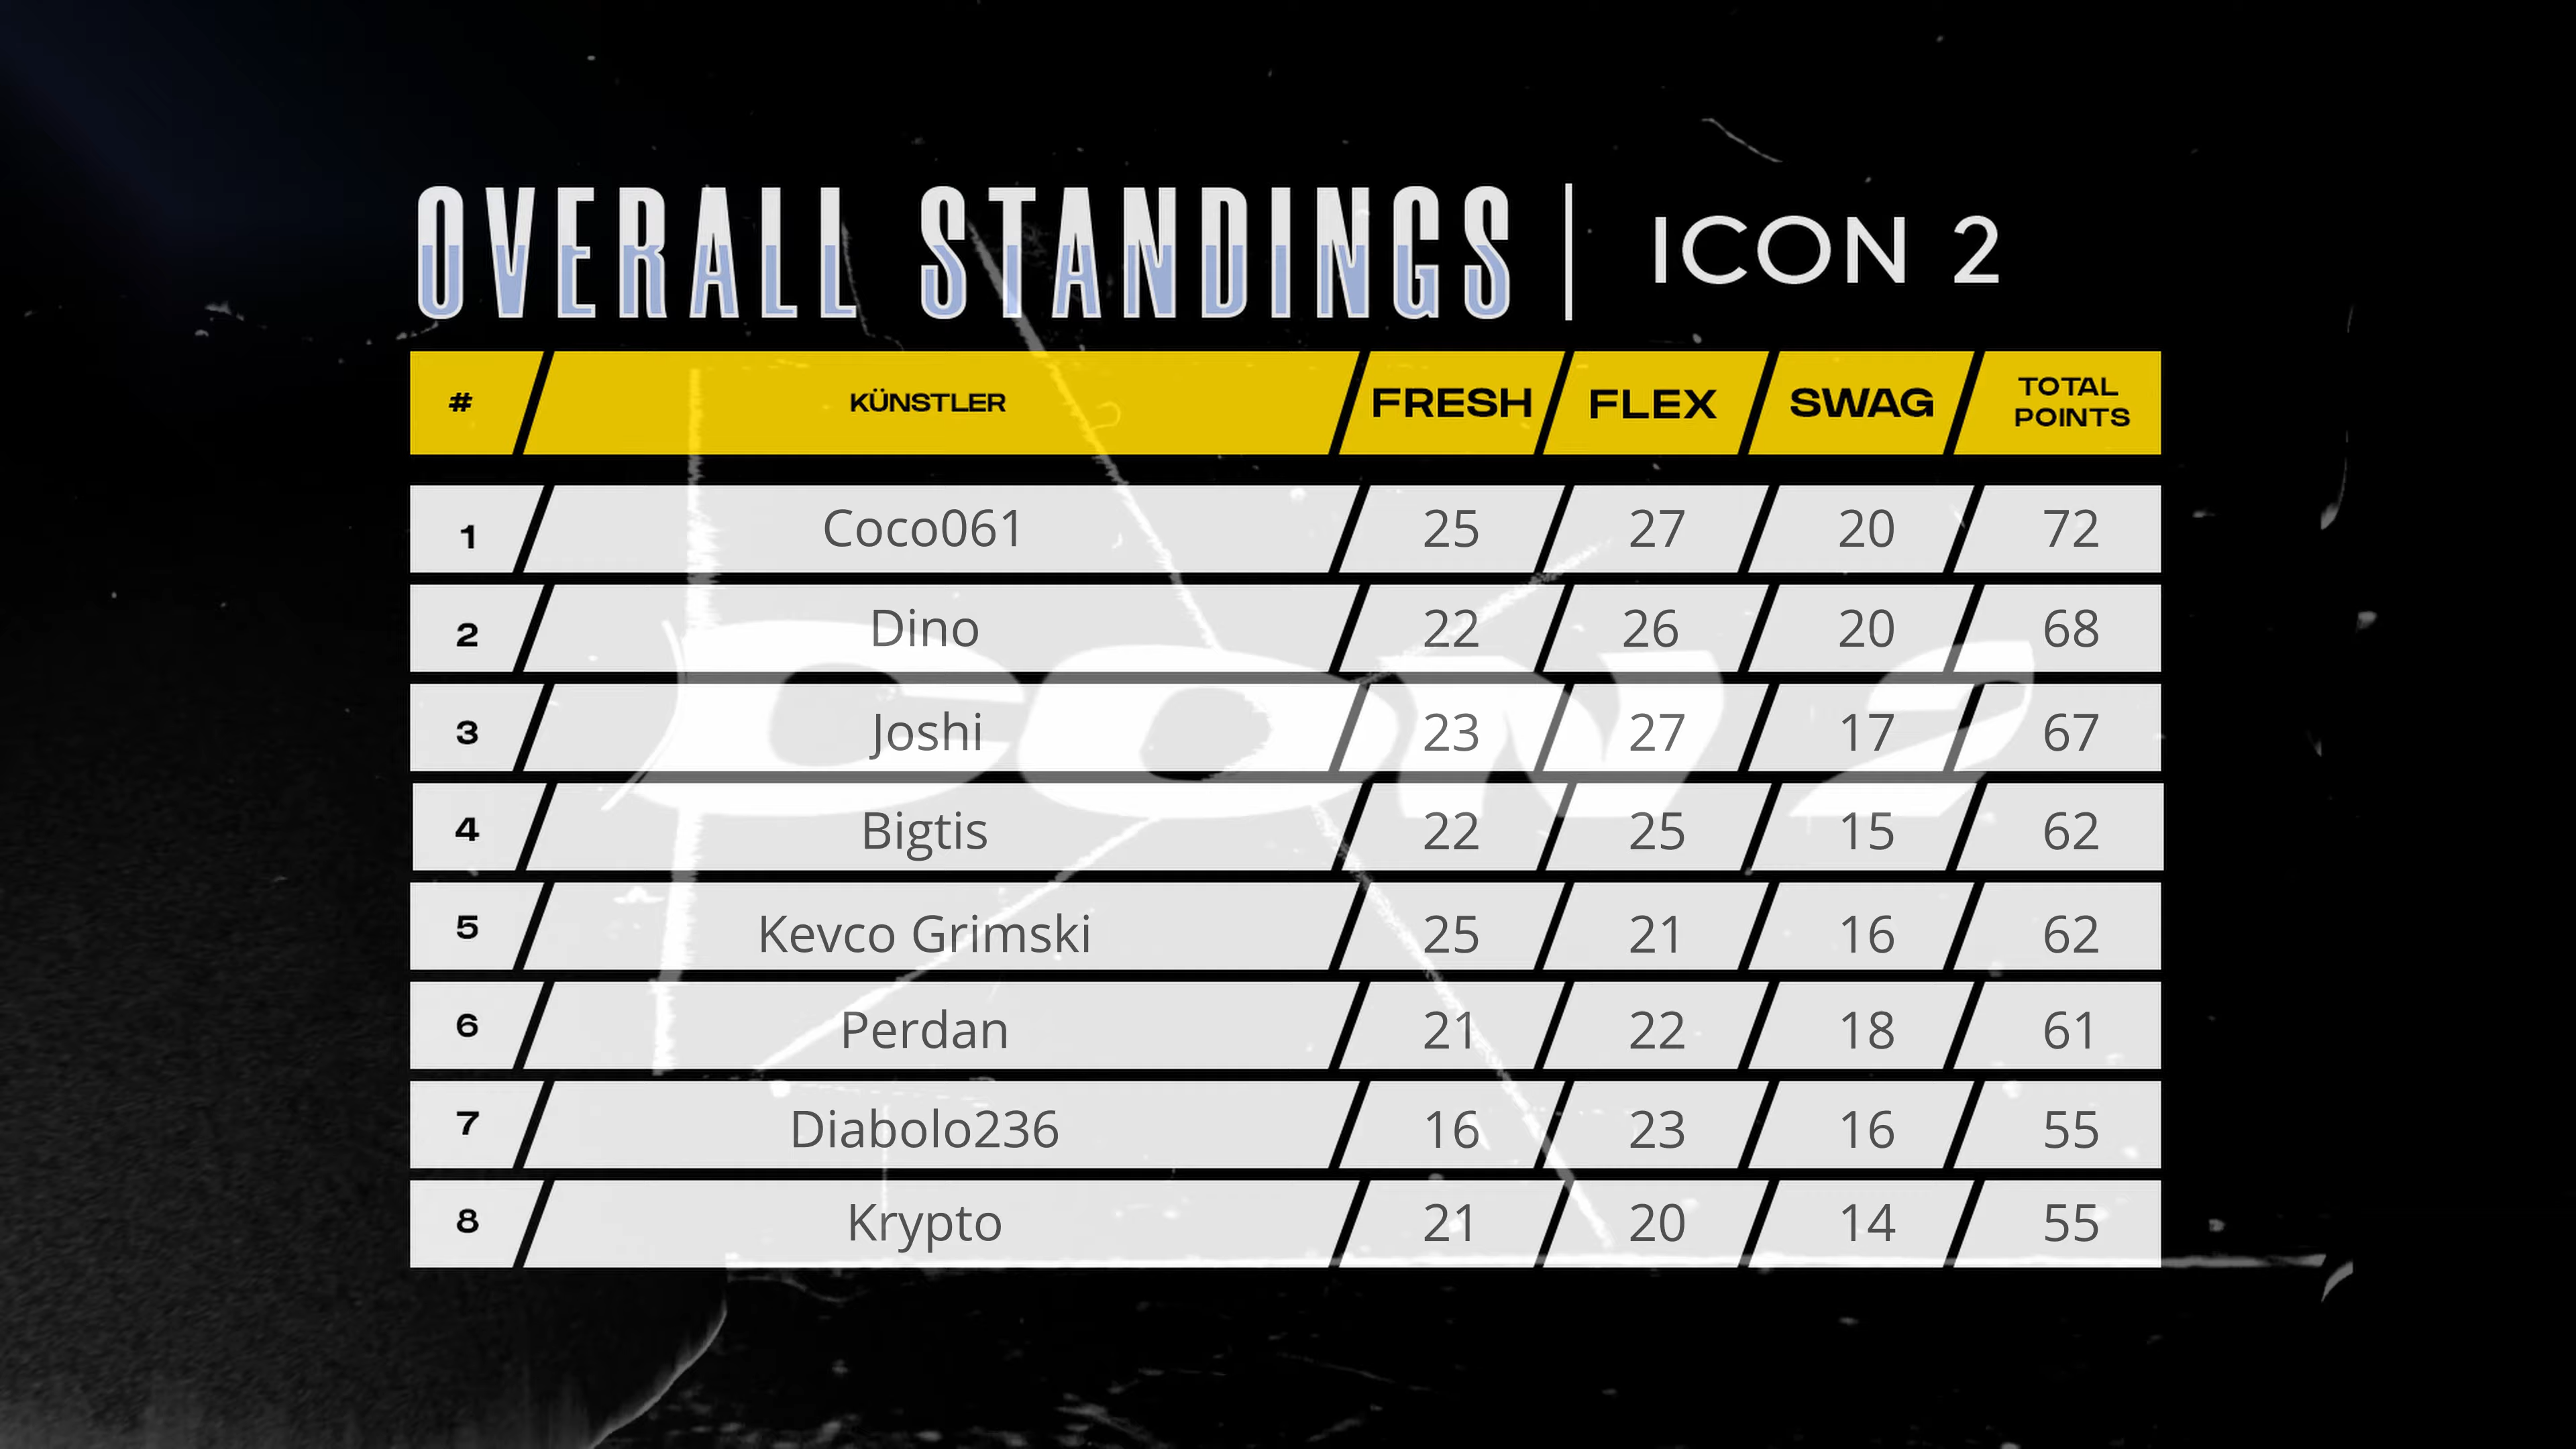 OVERALL STANDINGS | ICON 2
# KÜNSTLER FRESH FLEX SWAG TOTAL POINTS
1 Coco061 25 27 20 72
2 Dino 22 26 20 68
3 Joshi 23 27 17 67
4 Bigtis 22 25 15 62
5 Kevco Grimski 25 21 16 62
6 Perdan 21 22 18 61
7 Diabolo236 16 23 16 55
8 Krypto 21 20 14 55
ICON 2